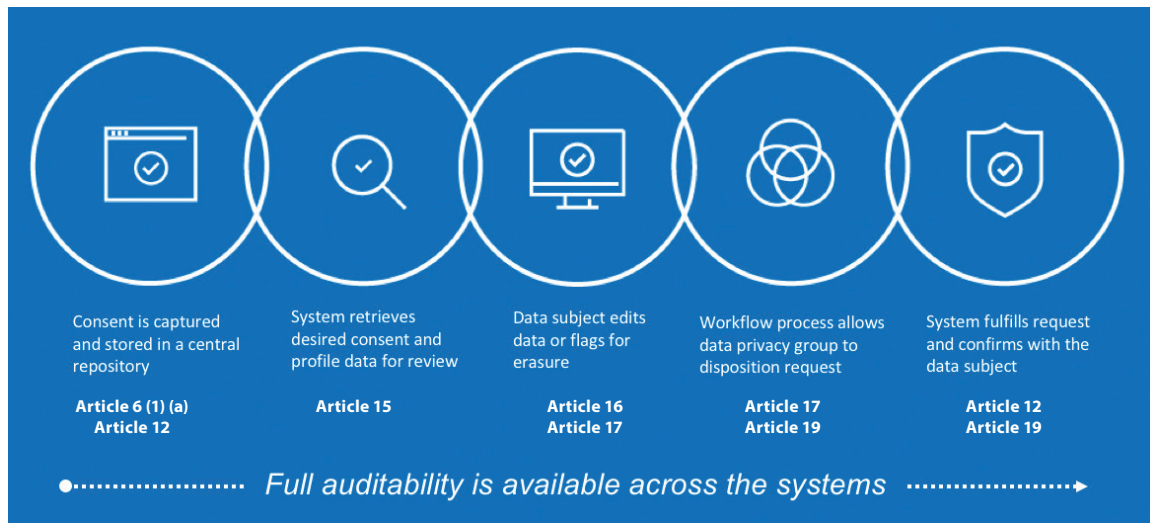 Consent is captured
and stored in a central
repository
Article 6 (1) (a)
Article 12
System retrieves
desired consent and
profile data for review
Article 15
Data subject edits
data or flags for
erasure
Article 16
Article 17
Workflow process allows
data privacy group to
disposition request
Article 17
Article 19
System fulfills request
and confirms with the
data subject
Article 12
Article 19
Full auditability is available across the systems